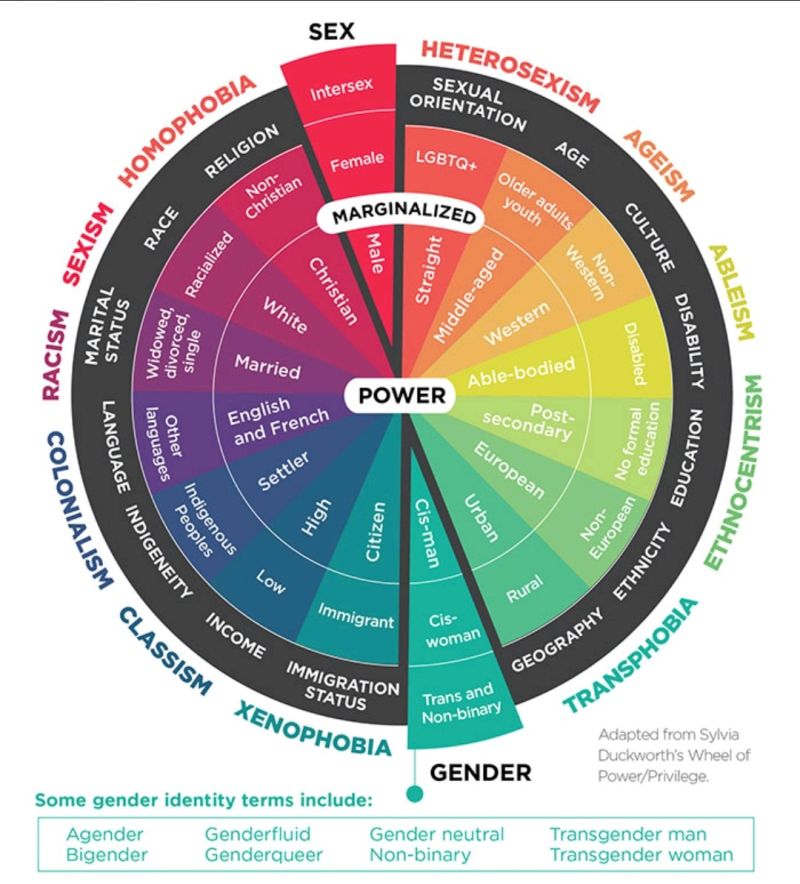 SEX
Intersex
Female
MARGINALIZED
Male
HETEROSEXISM
AGEISM
ABLEISM
ETHNOCENTRISM
TRANSPHOBIA
XENOPHOBIA
CLASSISM
COLONIALISM
RACISM
SEXISM
HOMOPHOBIA
SEXUAL
ORIENTATION
LGBTQ+
Straight
AGE
Older adults
youth
Middle-aged
CULTURE
Non-
Western
Western
DISABILITY
Disabled
Able-bodied
EDUCATION
No formal
education
Post-
secondary
ETHNICITY
Non-
European
European
GEOGRAPHY
Rural
Urban
POWER
Cis-man
Cis-
woman
Trans and
Non-binary
GENDER
IMMIGRATION
STATUS
Immigrant
Citizen
INCOME
Low
High
INDIGENEITY
Indigenous
Peoples
Settler
LANGUAGE
Other
languages
English
and French
MARITAL
STATUS
Widowed,
divorced,
single
Married
RACE
Racialized
White
RELIGION
Non-
Christian
Christian
Adapted from Sylvia
Duckworth's Wheel of
Power/Privilege.
Some gender identity terms include:
Agender Genderfluid Gender neutral Transgender man
Bigender Genderqueer Non-binary Transgender woman